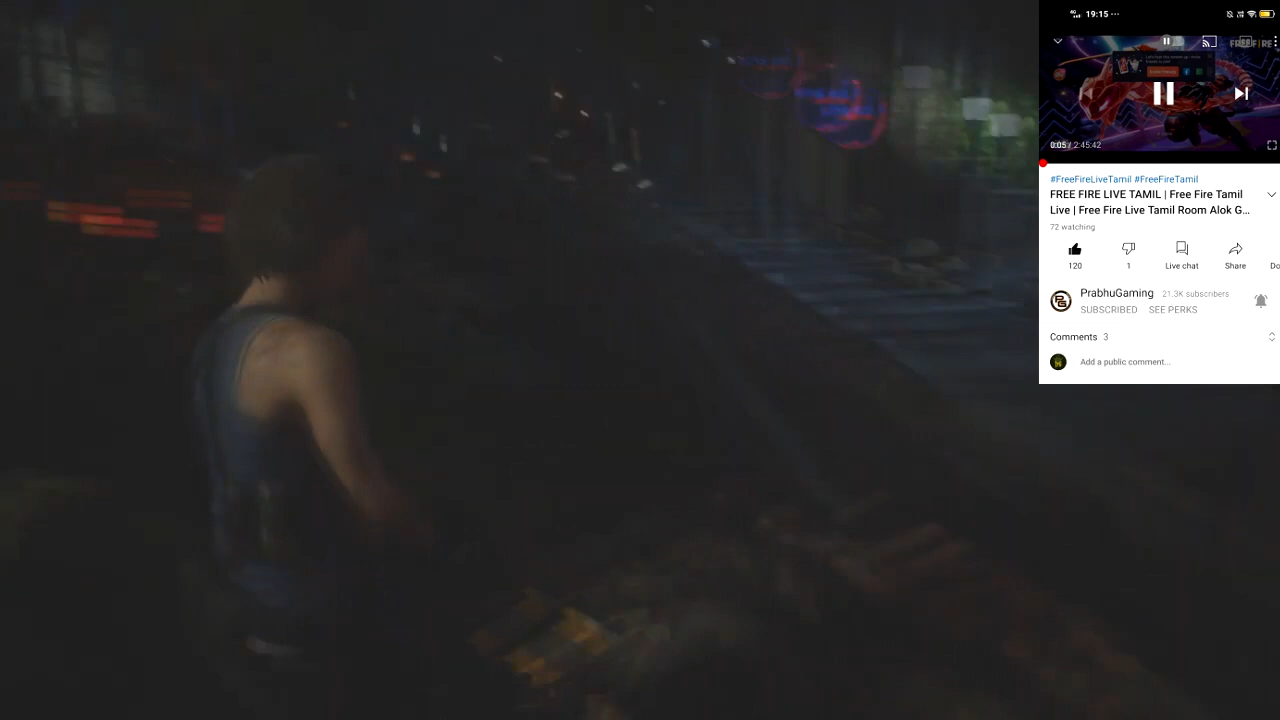 4G 19:15 ···
FREE FIRE
0:05 / 2:45:42
#FreeFireLiveTamil #FreeFireTamil
FREE FIRE LIVE TAMIL | Free Fire Tamil
Live | Free Fire Live Tamil Room Alok G...
72 watching
120 1 Live chat Share Do
PrabhuGaming 21.3K subscribers
SUBSCRIBED SEE PERKS
Comments 3
Add a public comment...